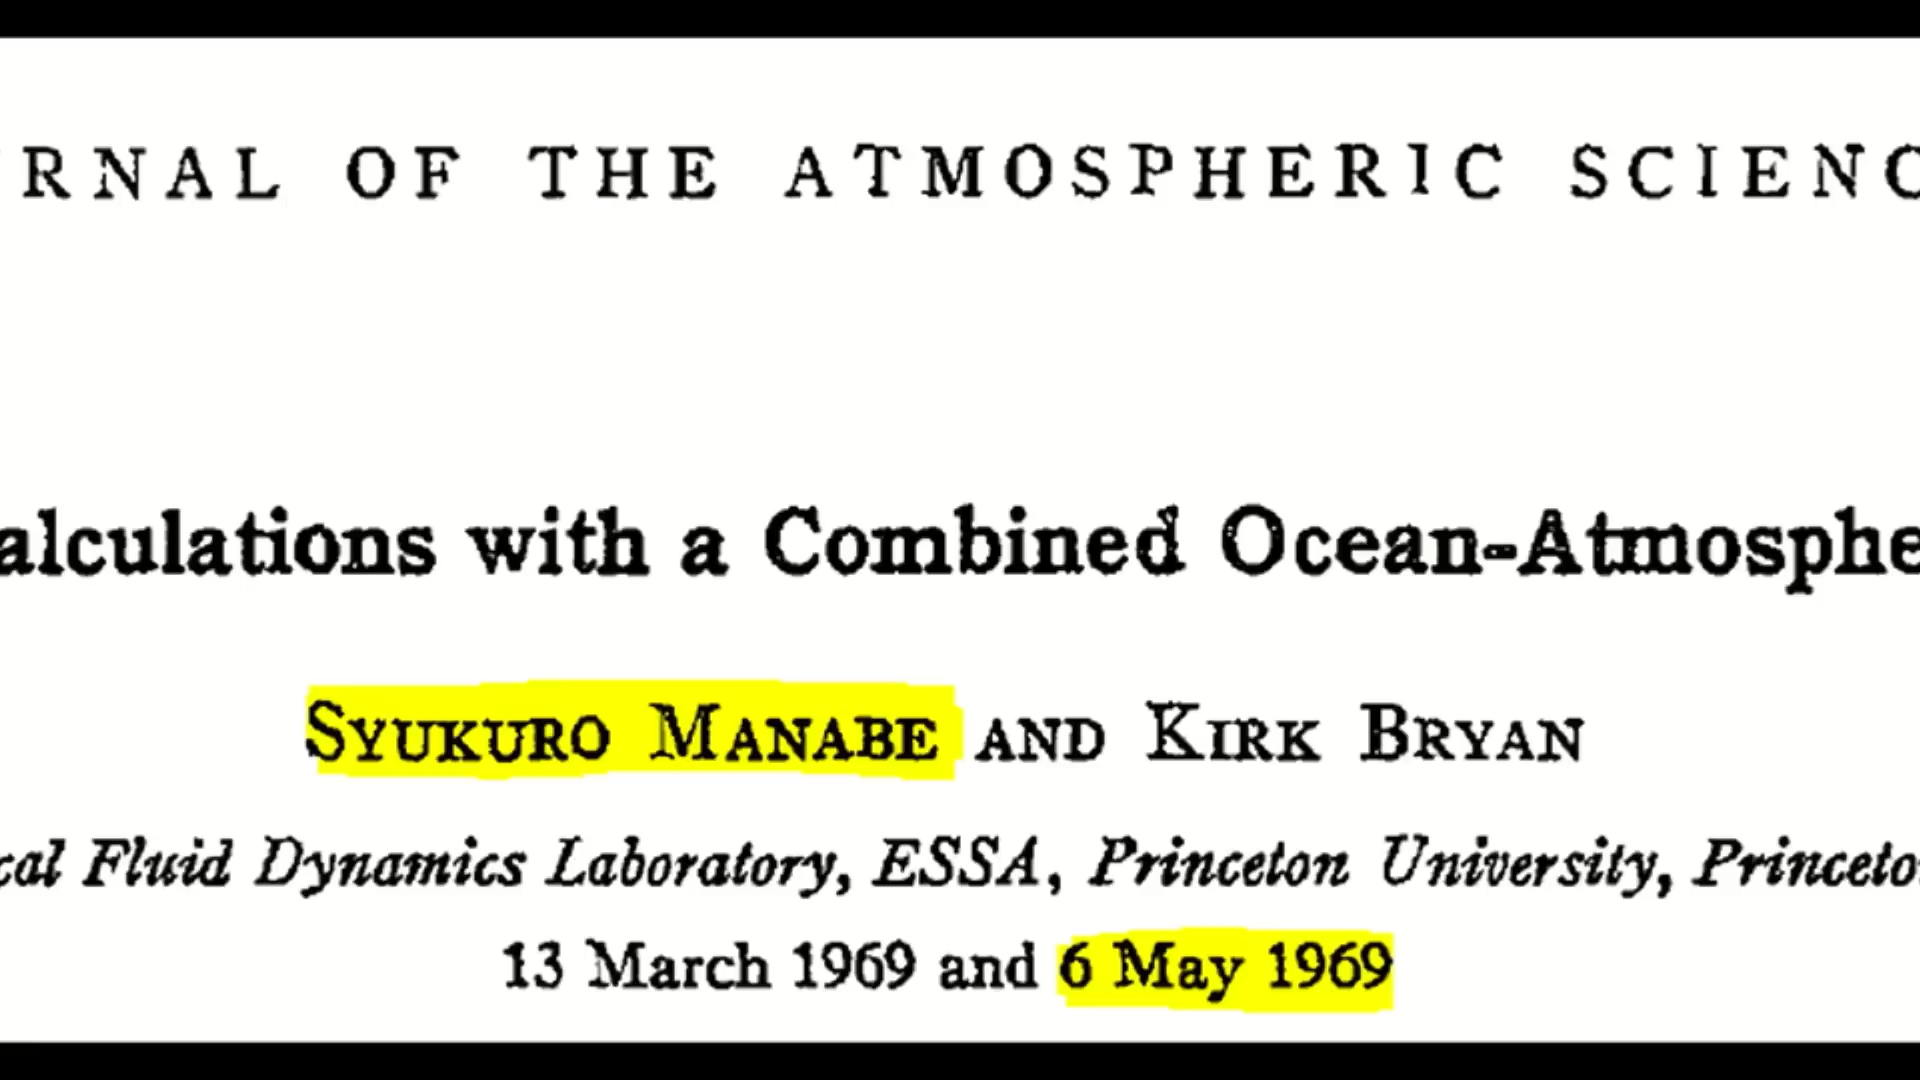 RNAL OF THE ATMOSPHERIC SCIENC
alculations with a Combined Ocean-Atmosphe
SYUKURO MANABE AND KIRK BRYAN
cal Fluid Dynamics Laboratory, ESSA, Princeton University, Princeto
13 March 1969 and 6 May 1969